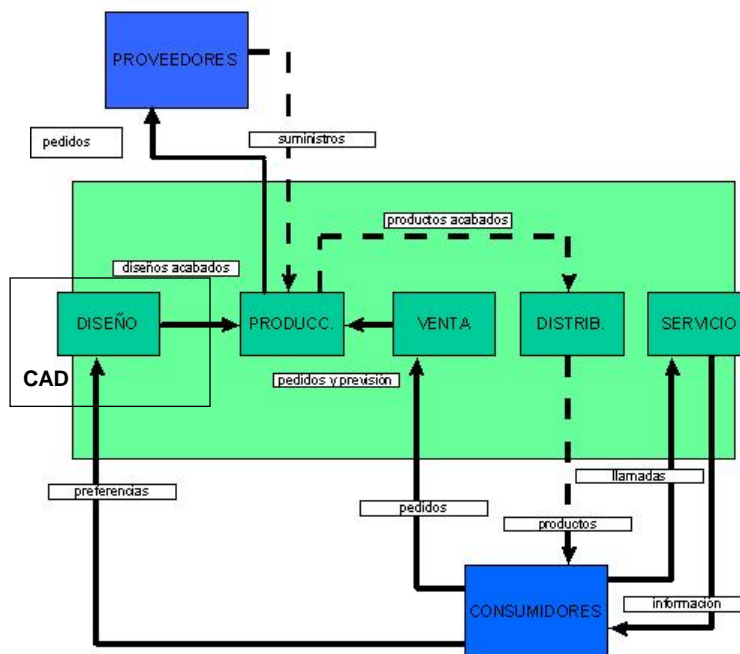 PROVEEDORES
pedidos
suministros
productos acabados
diseños acabados
DISEÑO
PRODUCC.
VENTA
DISTRIB.
SERVICIO
CAD
pedidos y previsión
preferencias
pedidos
llamadas
productos
CONSUMIDORES
información